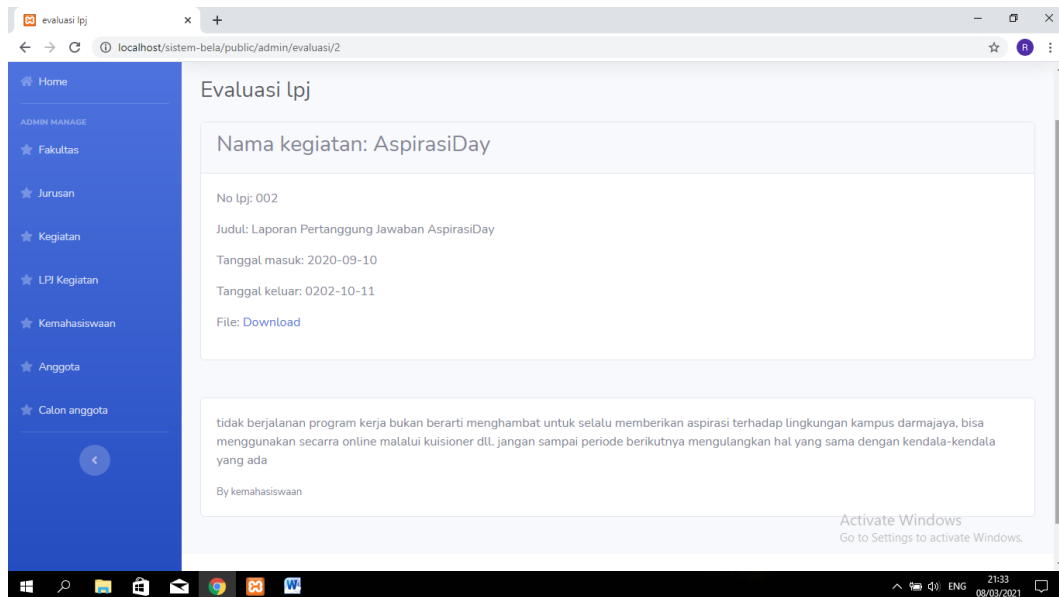 evaluasi lpj
localhost/sistem-bela/public/admin/evaluasi/2
R
Home
ADMIN MANAGE
Fakultas
Jurusan
Kegiatan
LPJ Kegiatan
Kemahasiswaan
Anggota
Calon anggota
Evaluasi lpj
Nama kegiatan: AspirasiDay
No lpj: 002
Judul: Laporan Pertanggung Jawaban AspirasiDay
Tanggal masuk: 2020-09-10
Tanggal keluar: 0202-10-11
File: Download
tidak berjalanan program kerja bukan berarti menghambat untuk selalu memberikan aspirasi terhadap lingkungan kampus darmajaya, bisa
menggunakan secarra online malalui kuisioner dll. jangan sampai periode berikutnya mengulangkan hal yang sama dengan kendala-kendala
yang ada
By kemahasiswaan
Activate Windows
Go to Settings to activate Windows.
ENG
21:33
08/03/2021